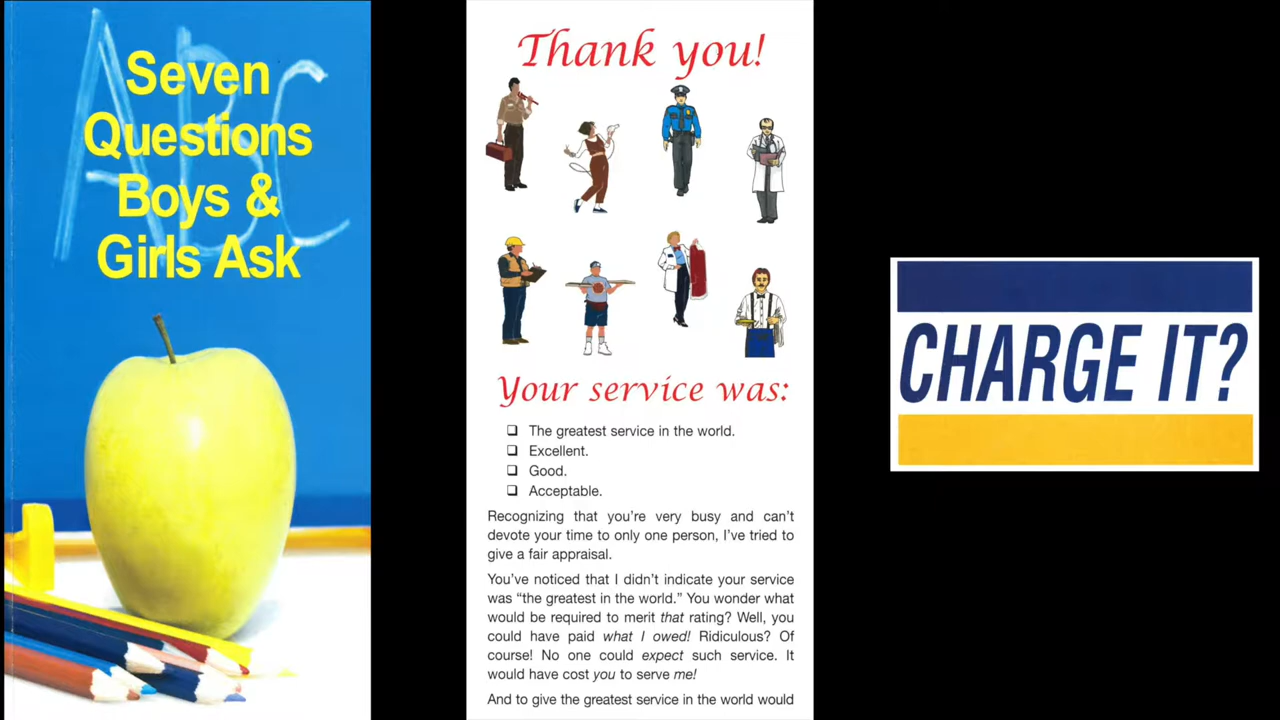 ABC
Seven
Questions
Boys &
Girls Ask
Thank you!
Your service was:
❑ The greatest service in the world.
❑ Excellent.
❑ Good.
❑ Acceptable.
Recognizing that you’re very busy and can’t
devote your time to only one person, I’ve tried to
give a fair appraisal.
You’ve noticed that I didn’t indicate your service
was “the greatest in the world.” You wonder what
would be required to merit that rating? Well, you
could have paid what I owed! Ridiculous? Of
course! No one could expect such service. It
would have cost you to serve me!
And to give the greatest service in the world would
CHARGE IT?